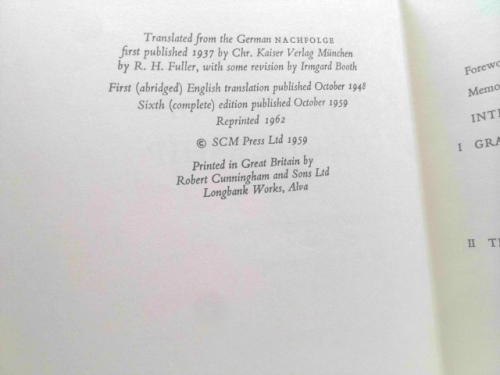 Translated from the German NACHFOLGE
first published 1937 by Chr. Kaiser Verlag München
by R. H. Fuller, with some revision by Irmgard Booth
First (abridged) English translation published October 1948
Sixth (complete) edition published October 1959
Reprinted 1962
© SCM Press Ltd 1959
Printed in Great Britain by
Robert Cunningham and Sons Ltd
Longbank Works, Alva
I
II